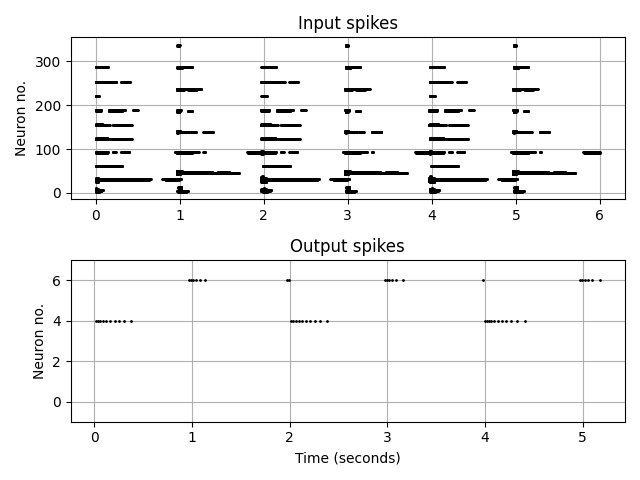 Input spikes
Neuron no.
300
200
100
0
0 1 2 3 4 5 6
Output spikes
Neuron no.
6
4
2
0
0 1 2 3 4 5
Time (seconds)